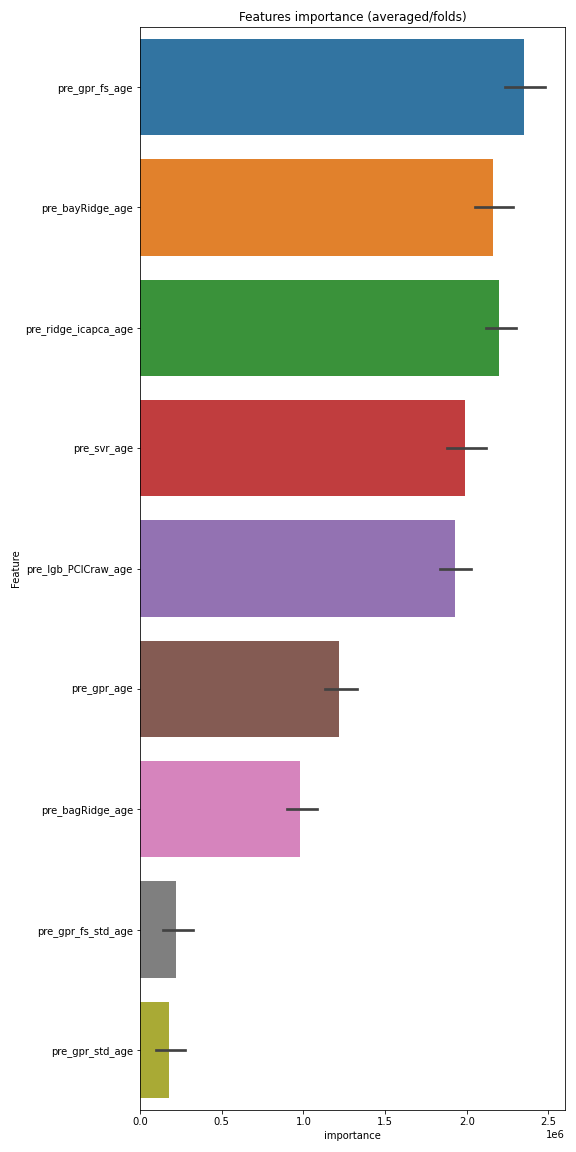 Features importance (averaged/folds)
pre_gpr_fs_age
pre_bayRidge_age
pre_ridge_icapca_age
pre_svr_age
pre_lgb_PCICraw_age
pre_gpr_age
pre_bagRidge_age
pre_gpr_fs_std_age
pre_gpr_std_age
Feature
0.0 0.5 1.0 1.5 2.0 2.5
importance
1e6